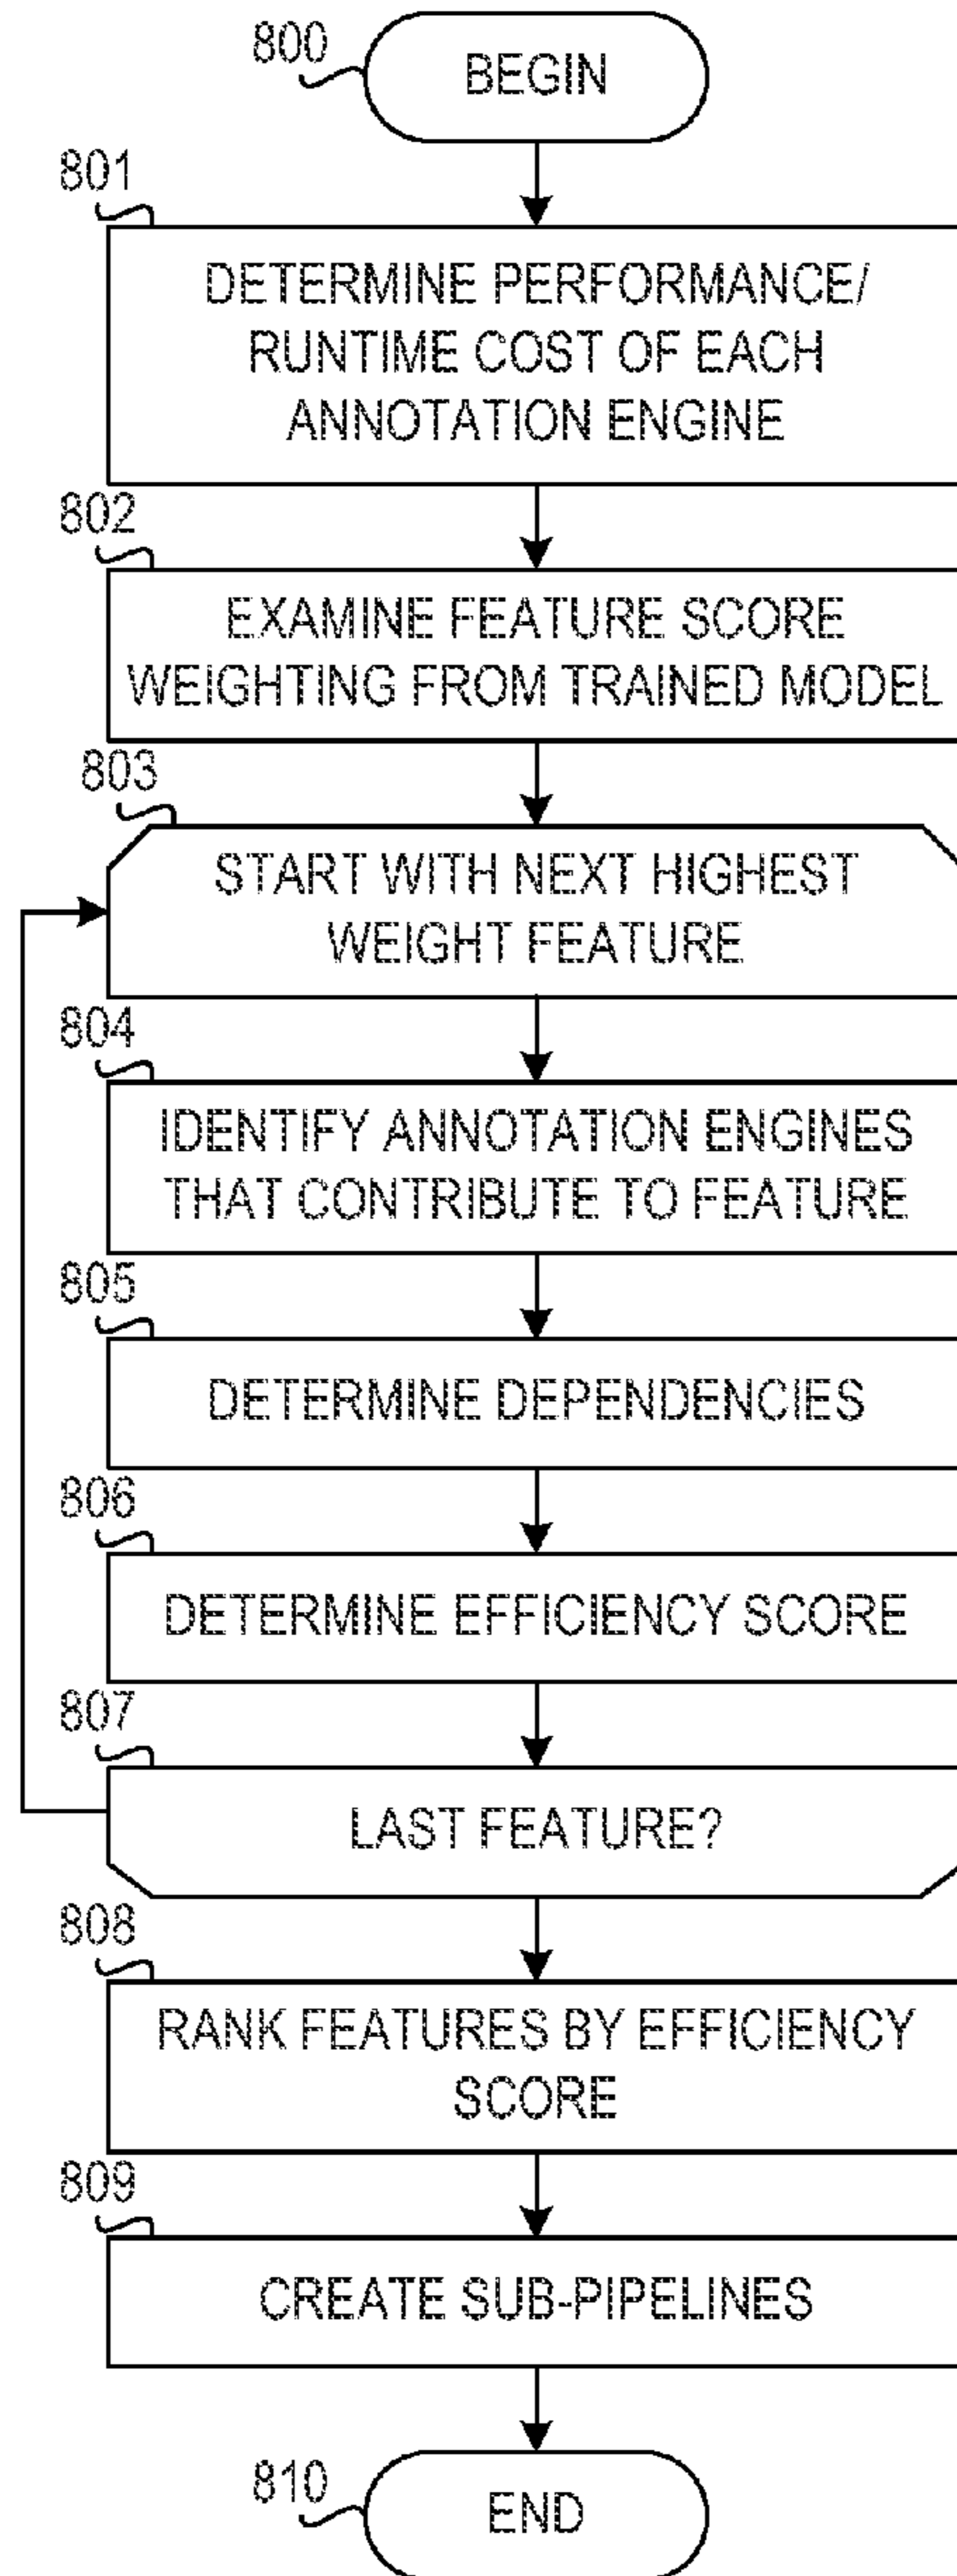 800
BEGIN
801
DETERMINE PERFORMANCE/
RUNTIME COST OF EACH
ANNOTATION ENGINE
802
EXAMINE FEATURE SCORE
WEIGHTING FROM TRAINED MODEL
803
START WITH NEXT HIGHEST
WEIGHT FEATURE
804
IDENTIFY ANNOTATION ENGINES
THAT CONTRIBUTE TO FEATURE
805
DETERMINE DEPENDENCIES
806
DETERMINE EFFICIENCY SCORE
807
LAST FEATURE?
808
RANK FEATURES BY EFFICIENCY
SCORE
809
CREATE SUB-PIPELINES
810
END